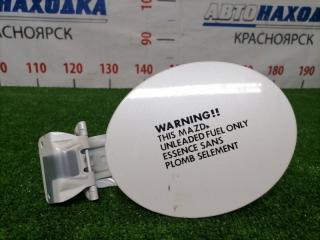 АВТОНАХОДКА
КРАСНОЯРСК
АВТОНАХОДКА
КРАСНОЯРСК
110 120 130 140
180 190
100
90
WARNING!!
THIS MAZDA
UNLEADED FUEL ONLY
ESSENCE SANS
PLOMB SELEMENT